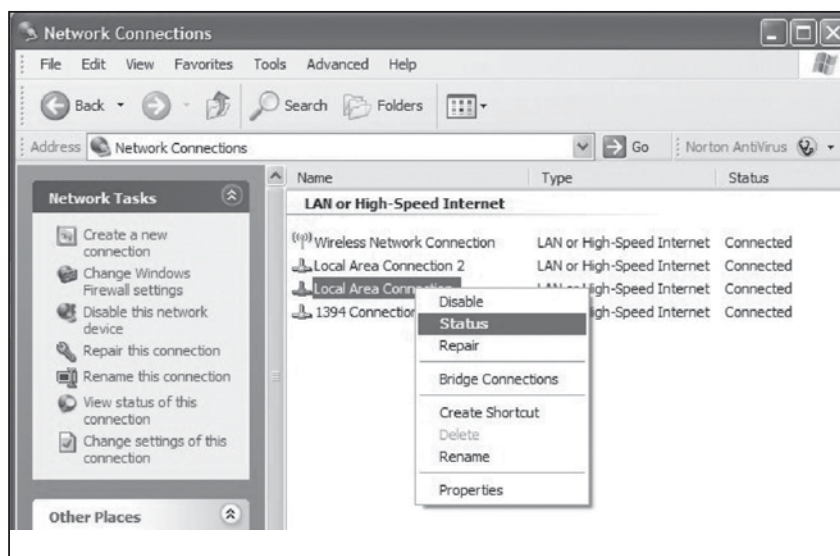 Network Connections
File Edit View Favorites Tools Advanced Help
Back Search Folders
Address Network Connections Go Norton AntiVirus
Network Tasks
Create a new
connection
Change Windows
Firewall settings
Disable this network
device
Repair this connection
Rename this connection
View status of this
connection
Change settings of this
connection
Other Places
Name Type Status
LAN or High-Speed Internet
Wireless Network Connection LAN or High-Speed Internet Connected
Local Area Connection 2 LAN or High-Speed Internet Connected
Local Area High-Speed Internet Connected
1394 Connection High-Speed Internet Connected
Disable
Status
Repair
Bridge Connections
Create Shortcut
Delete
Rename
Properties